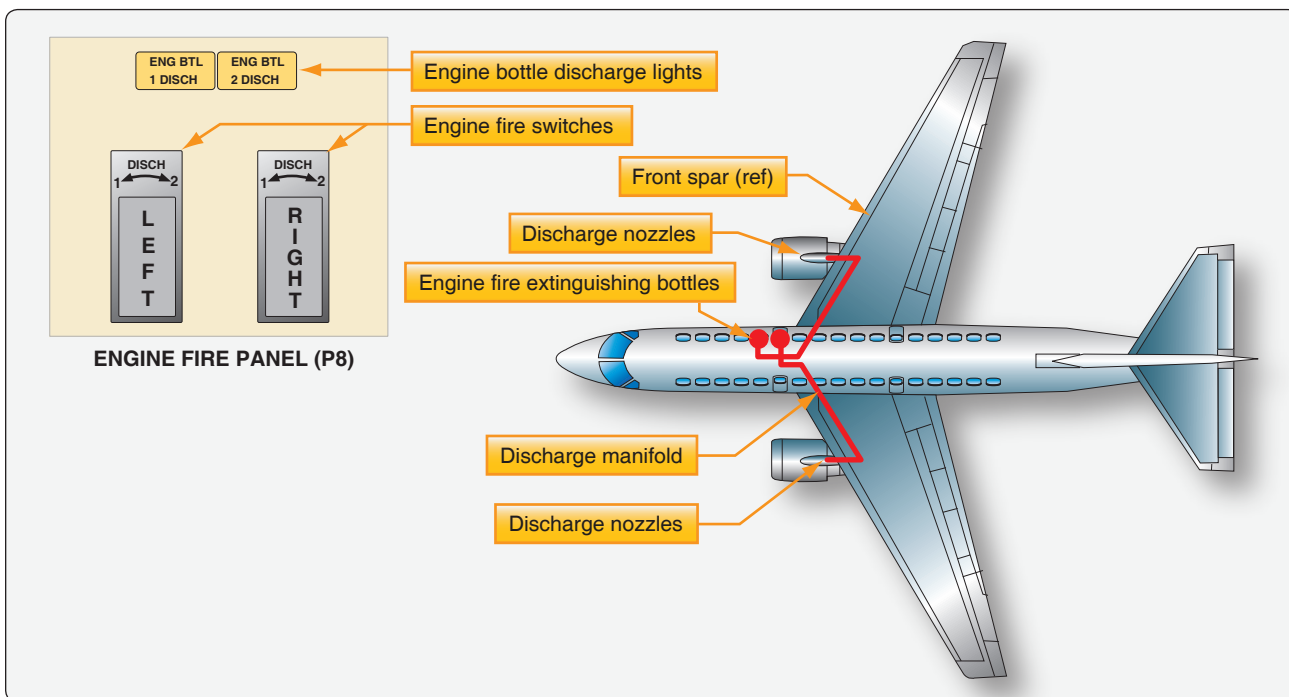 ENG BTL
1 DISCH
ENG BTL
2 DISCH
Engine bottle discharge lights
Engine fire switches
DISCH
1 2
L
E
F
T
DISCH
1 2
R
I
G
H
T
ENGINE FIRE PANEL (P8)
Front spar (ref)
Discharge nozzles
Engine fire extinguishing bottles
Discharge manifold
Discharge nozzles